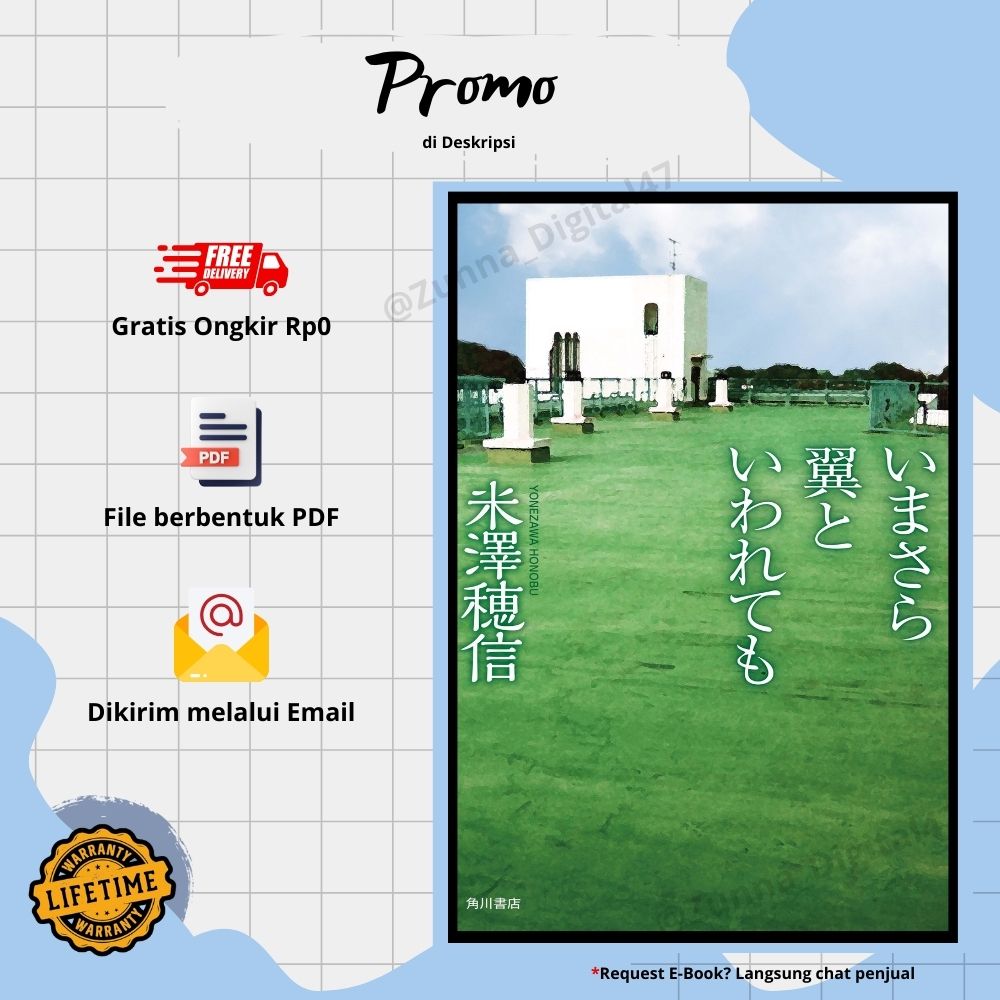 Promo
di Deskripsi
@Zunna_Digital47
FREE
DELIVERY
Gratis Ongkir Rp0
PDF
File berbentuk PDF
@
Dikirim melalui Email
WARRANTY
LIFETIME
WARRANTY
いまさら
翼と
いわれても
YONEZAWA HONOBU
米澤穂信
角川書店
@Zunna_Digital47
*Request E-Book? Langsung chat penjual